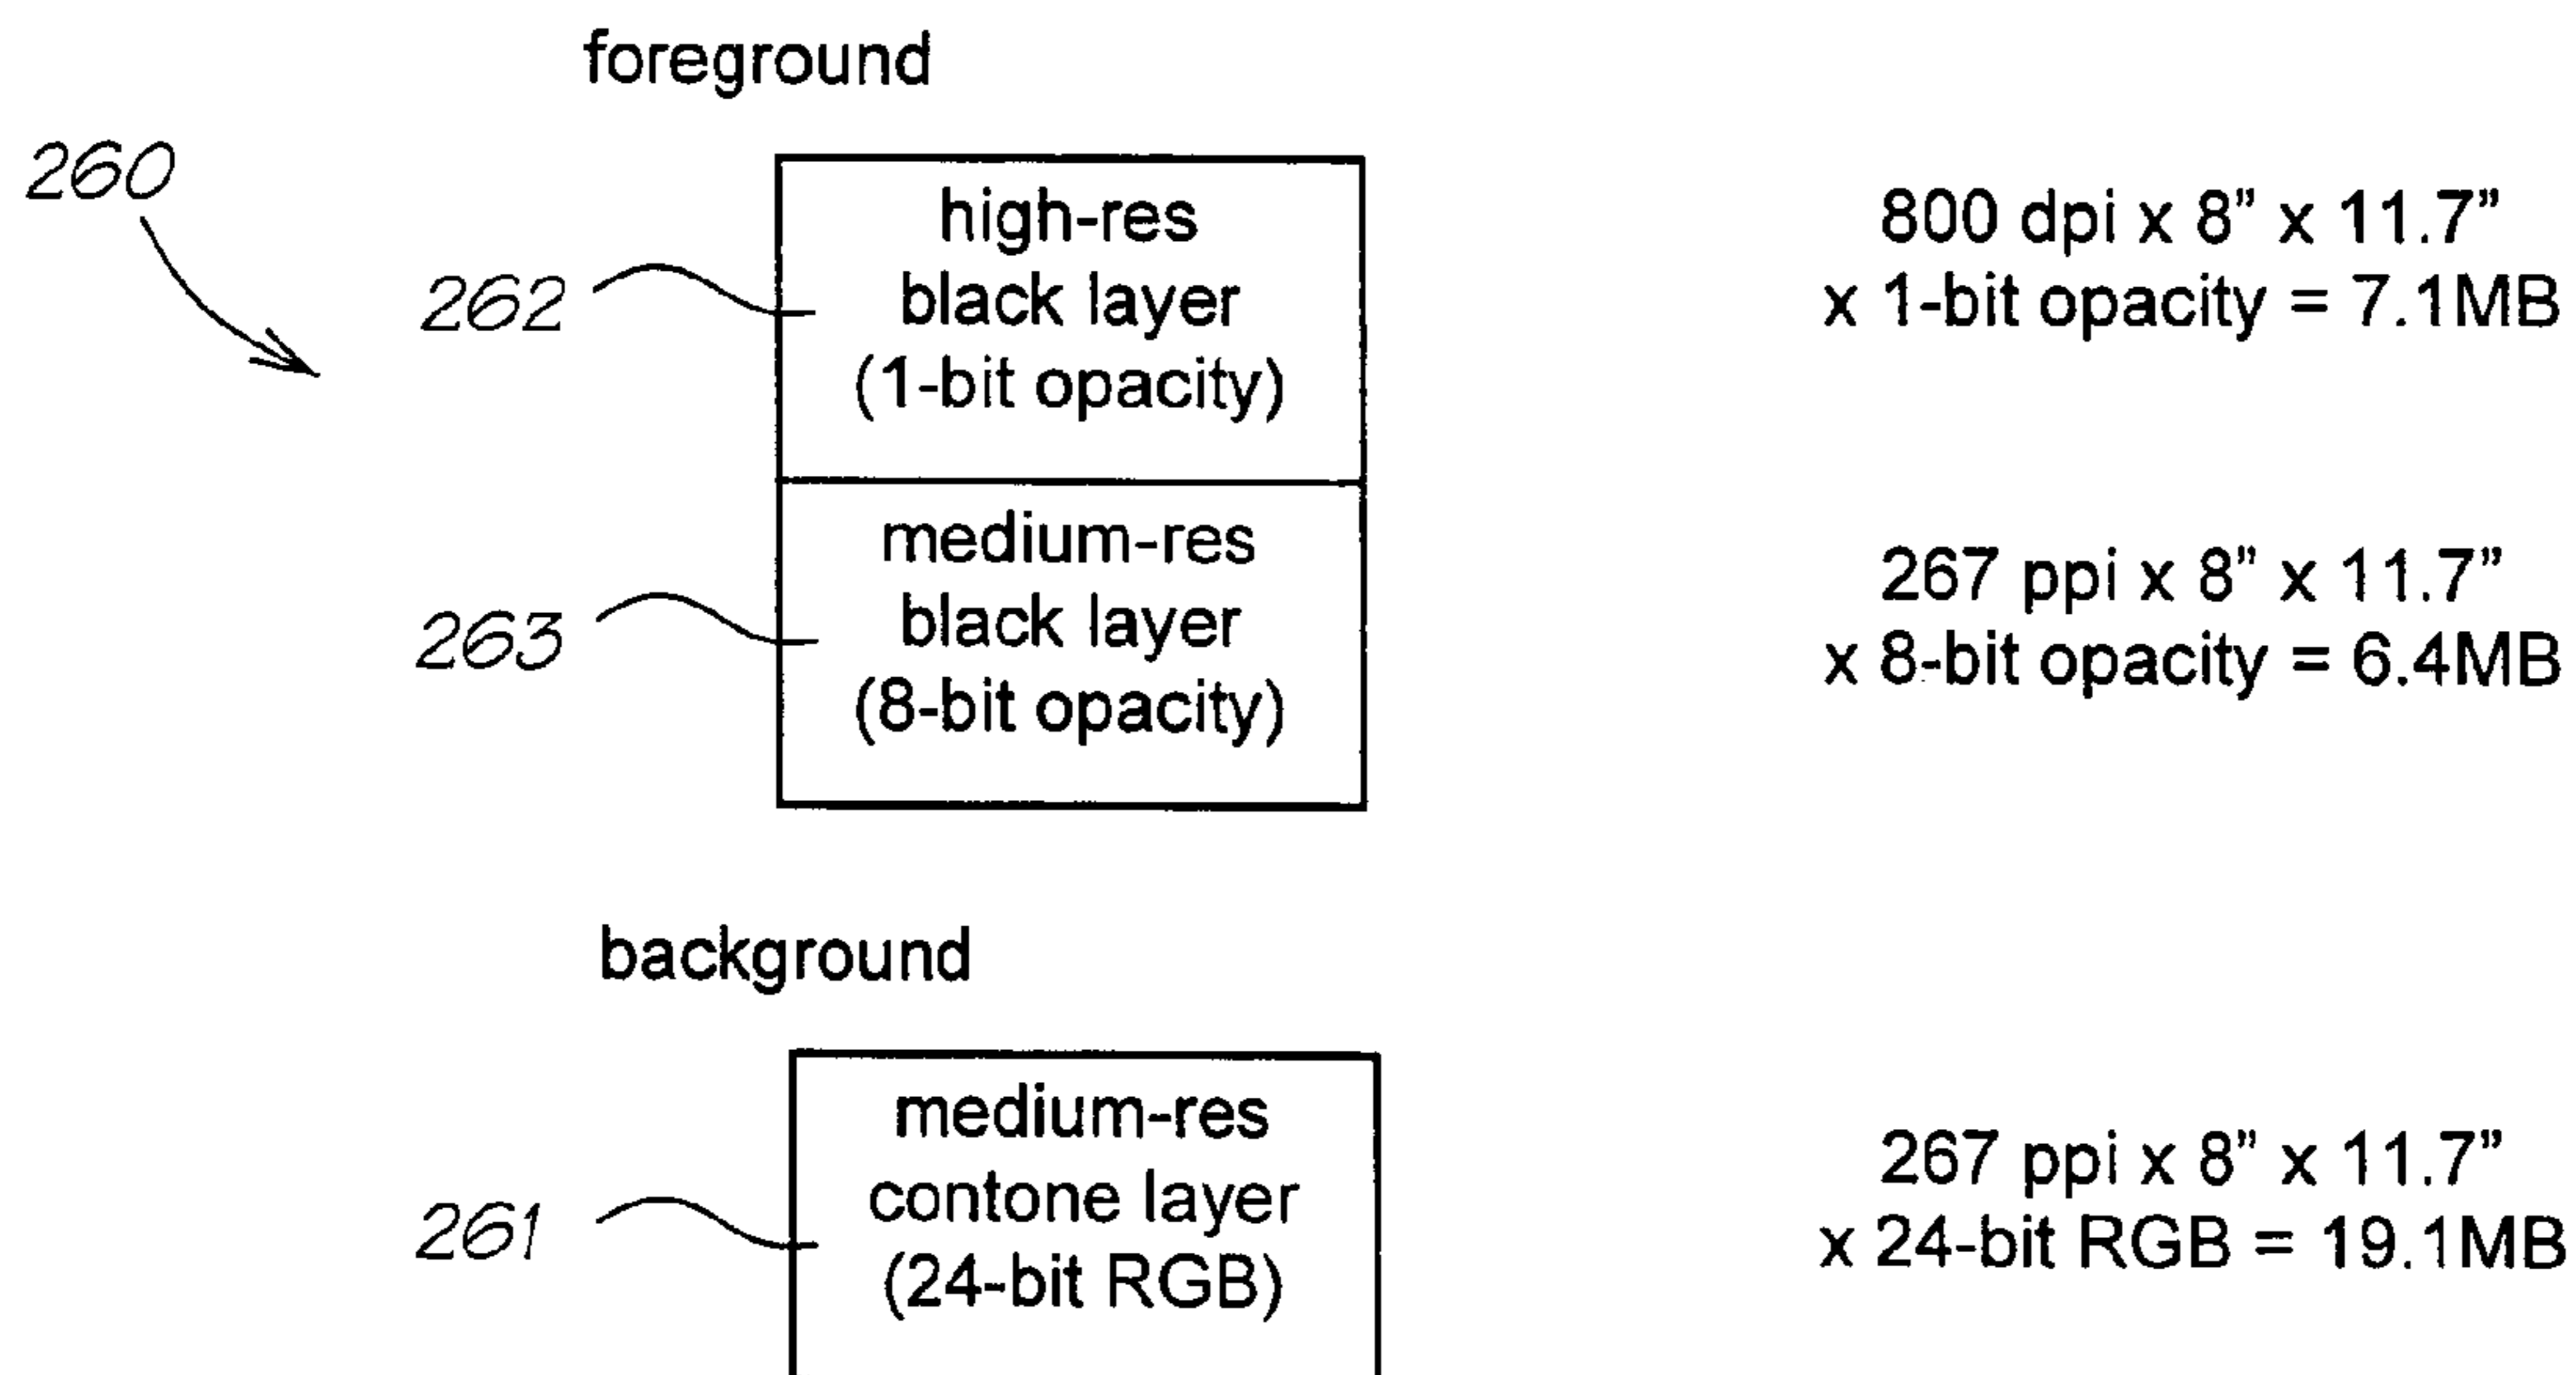 foreground
260
high-res
black layer
(1-bit opacity)
262
800 dpi x 8” x 11.7”
x 1-bit opacity = 7.1MB
medium-res
black layer
(8-bit opacity)
263
267 ppi x 8” x 11.7”
x 8-bit opacity = 6.4MB
background
medium-res
contone layer
(24-bit RGB)
261
267 ppi x 8” x 11.7”
x 24-bit RGB = 19.1MB